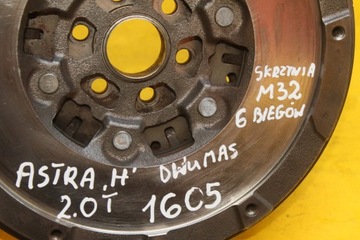 SKRZYNIA
M32
6 BIEGÓW
ASTRA „H" DWUMAS
2.0T 1605